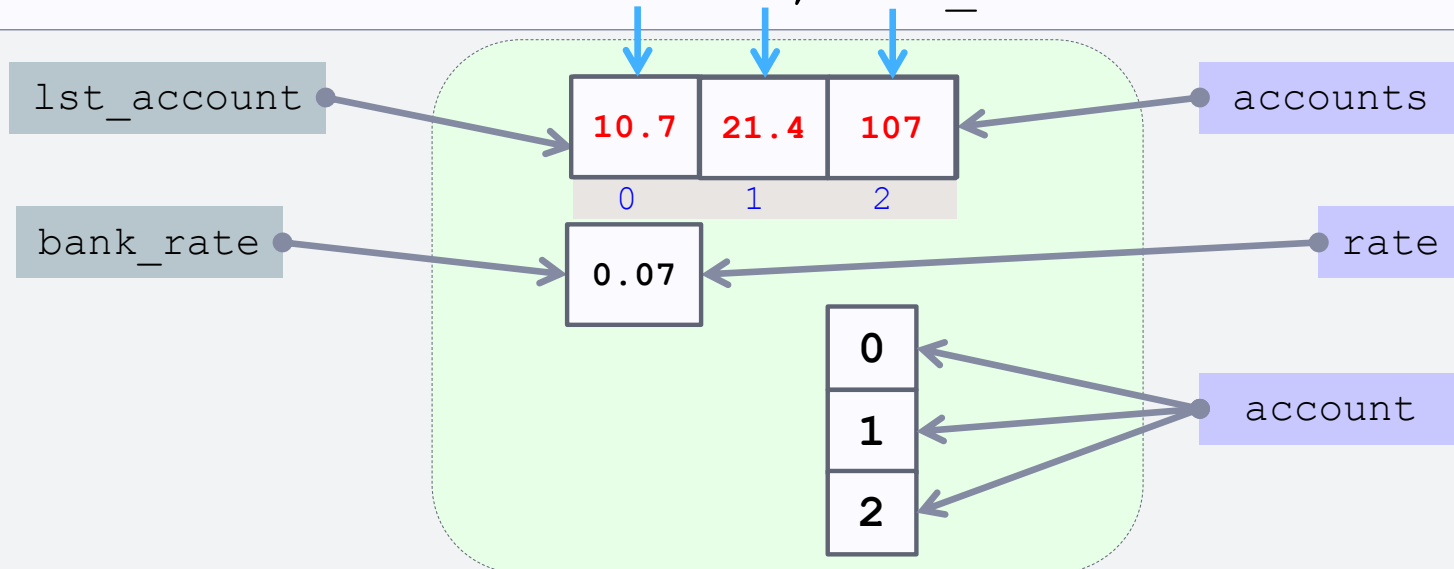 lst_account 10.7 21.4 107 accounts
0 1 2
bank_rate 0.07 rate
0
1 account
2